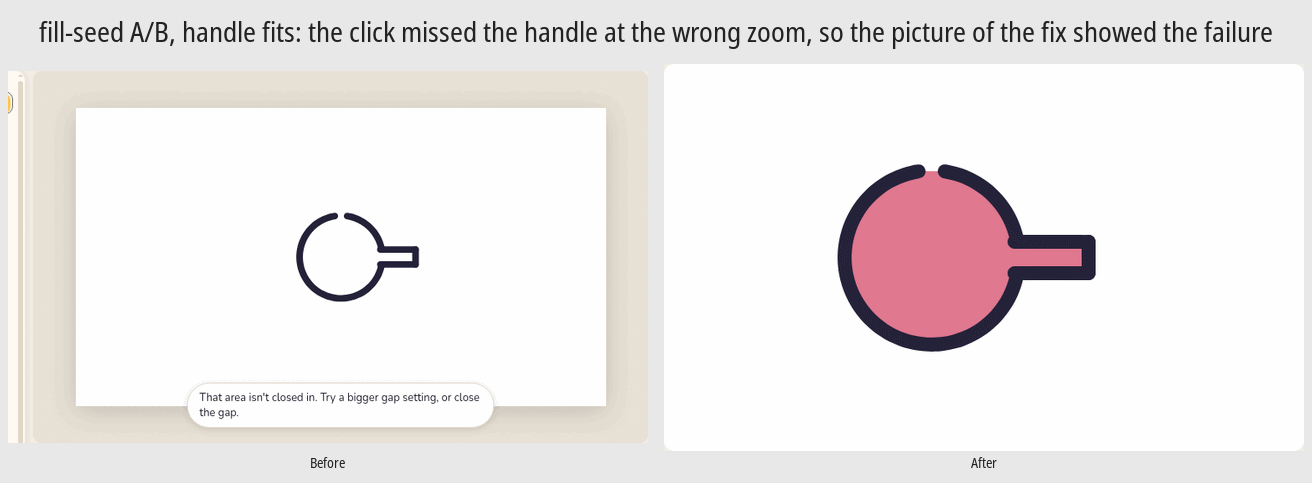 fill-seed A/B, handle fits: the click missed the handle at the wrong zoom, so the picture of the fix showed the failure
That area isn't closed in. Try a bigger gap setting, or close
the gap.
Before
After